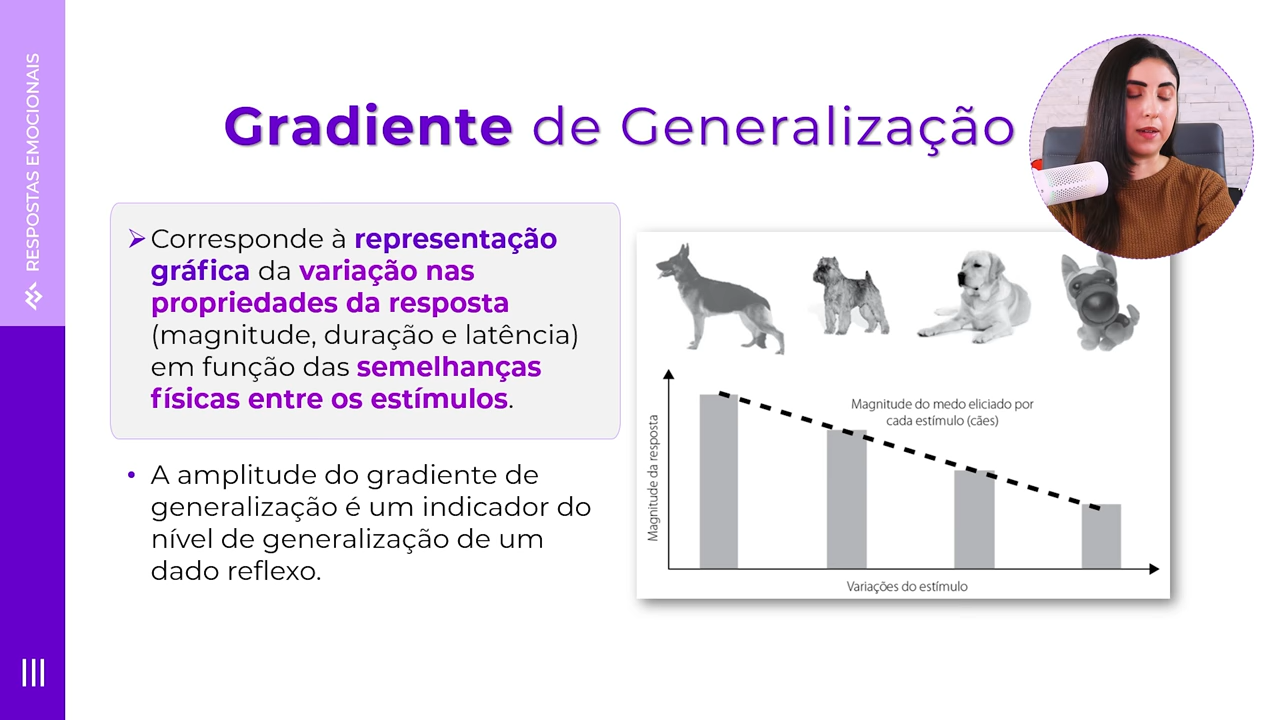 RESPOSTAS EMOCIONAIS
Gradiente de Generalização
Corresponde à representação
gráfica da variação nas
propriedades da resposta
(magnitude, duração e latência)
em função das semelhanças
físicas entre os estímulos.
• A amplitude do gradiente de
generalização é um indicador do
nível de generalização de um
dado reflexo.
Magnitude do medo eliciado por
cada estímulo (cães)
Magnitude da resposta
Variações do estímulo